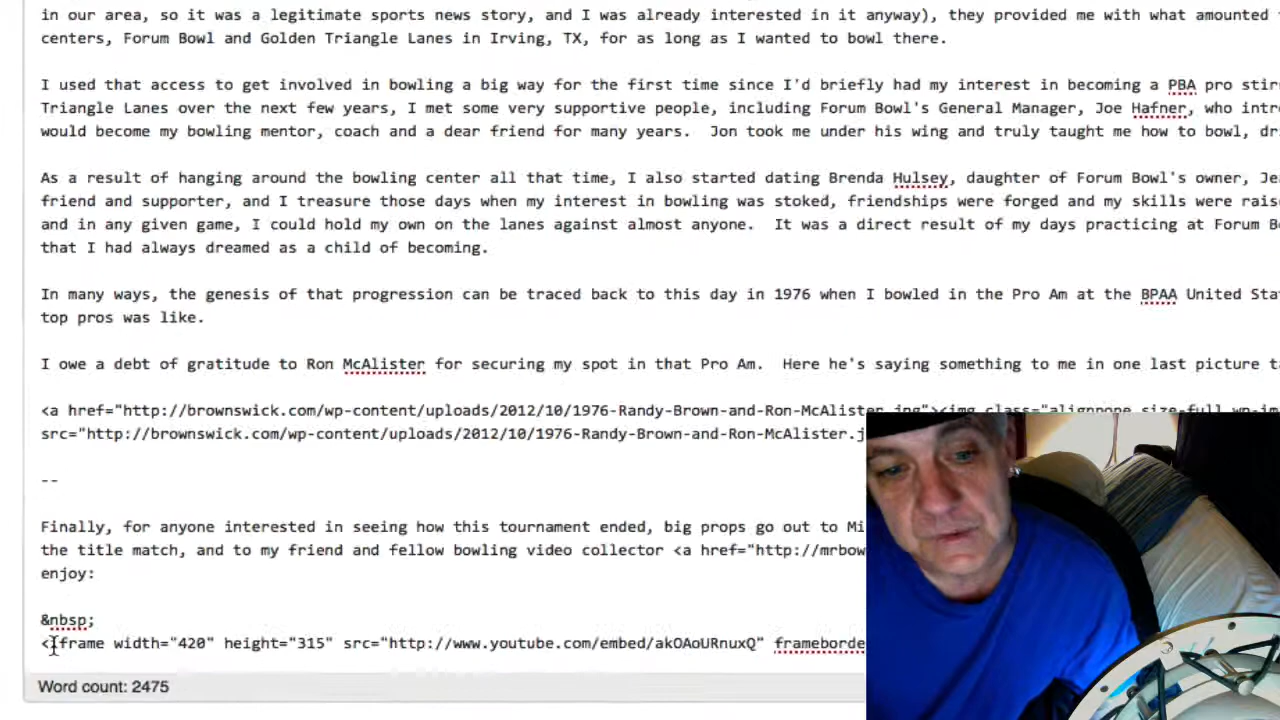 in our area, so it was a legitimate sports news story, and I was already interested in it anyway), they provided me with what amounted
centers, Forum Bowl and Golden Triangle Lanes in Irving, TX, for as long as I wanted to bowl there.
I used that access to get involved in bowling a big way for the first time since I'd briefly had my interest in becoming a PBA pro
Triangle Lanes over the next few years, I met some very supportive people, including Forum Bowl's General Manager, Joe Hafner, who
would become my bowling mentor, coach and a dear friend for many years.  Jon took me under his wing and truly taught me how to bowl,
As a result of hanging around the bowling center all that time, I also started dating Brenda Hulsey, daughter of Forum Bowl's owner,
friend and supporter, and I treasure those days when my interest in bowling was stoked, friendships were forged and my skills were
and in any given game, I could hold my own on the lanes against almost anyone.  It was a direct result of my days practicing at Forum
that I had always dreamed as a child of becoming.
In many ways, the genesis of that progression can be traced back to this day in 1976 when I bowled in the Pro Am at the BPAA United
top pros was like.
I owe a debt of gratitude to Ron McAlister for securing my spot in that Pro Am.  Here he's saying something to me in one last picture
<a href="http://brownswick.com/wp-content/uploads/2012/10/1976-Randy-Brown-and-Ron-McAlister.jpg"><img class="alignnone size-full
src="http://brownswick.com/wp-content/uploads/2012/10/1976-Randy-Brown-and-Ron-McAlister.j
--
Finally, for anyone interested in seeing how this tournament ended, big props go out to
the title match, and to my friend and fellow bowling video collector <a href="http://mrbow
enjoy:
&nbsp;
<iframe width="420" height="315" src="http://www.youtube.com/embed/akOAoURnuxQ" frameborde
Word count: 2475